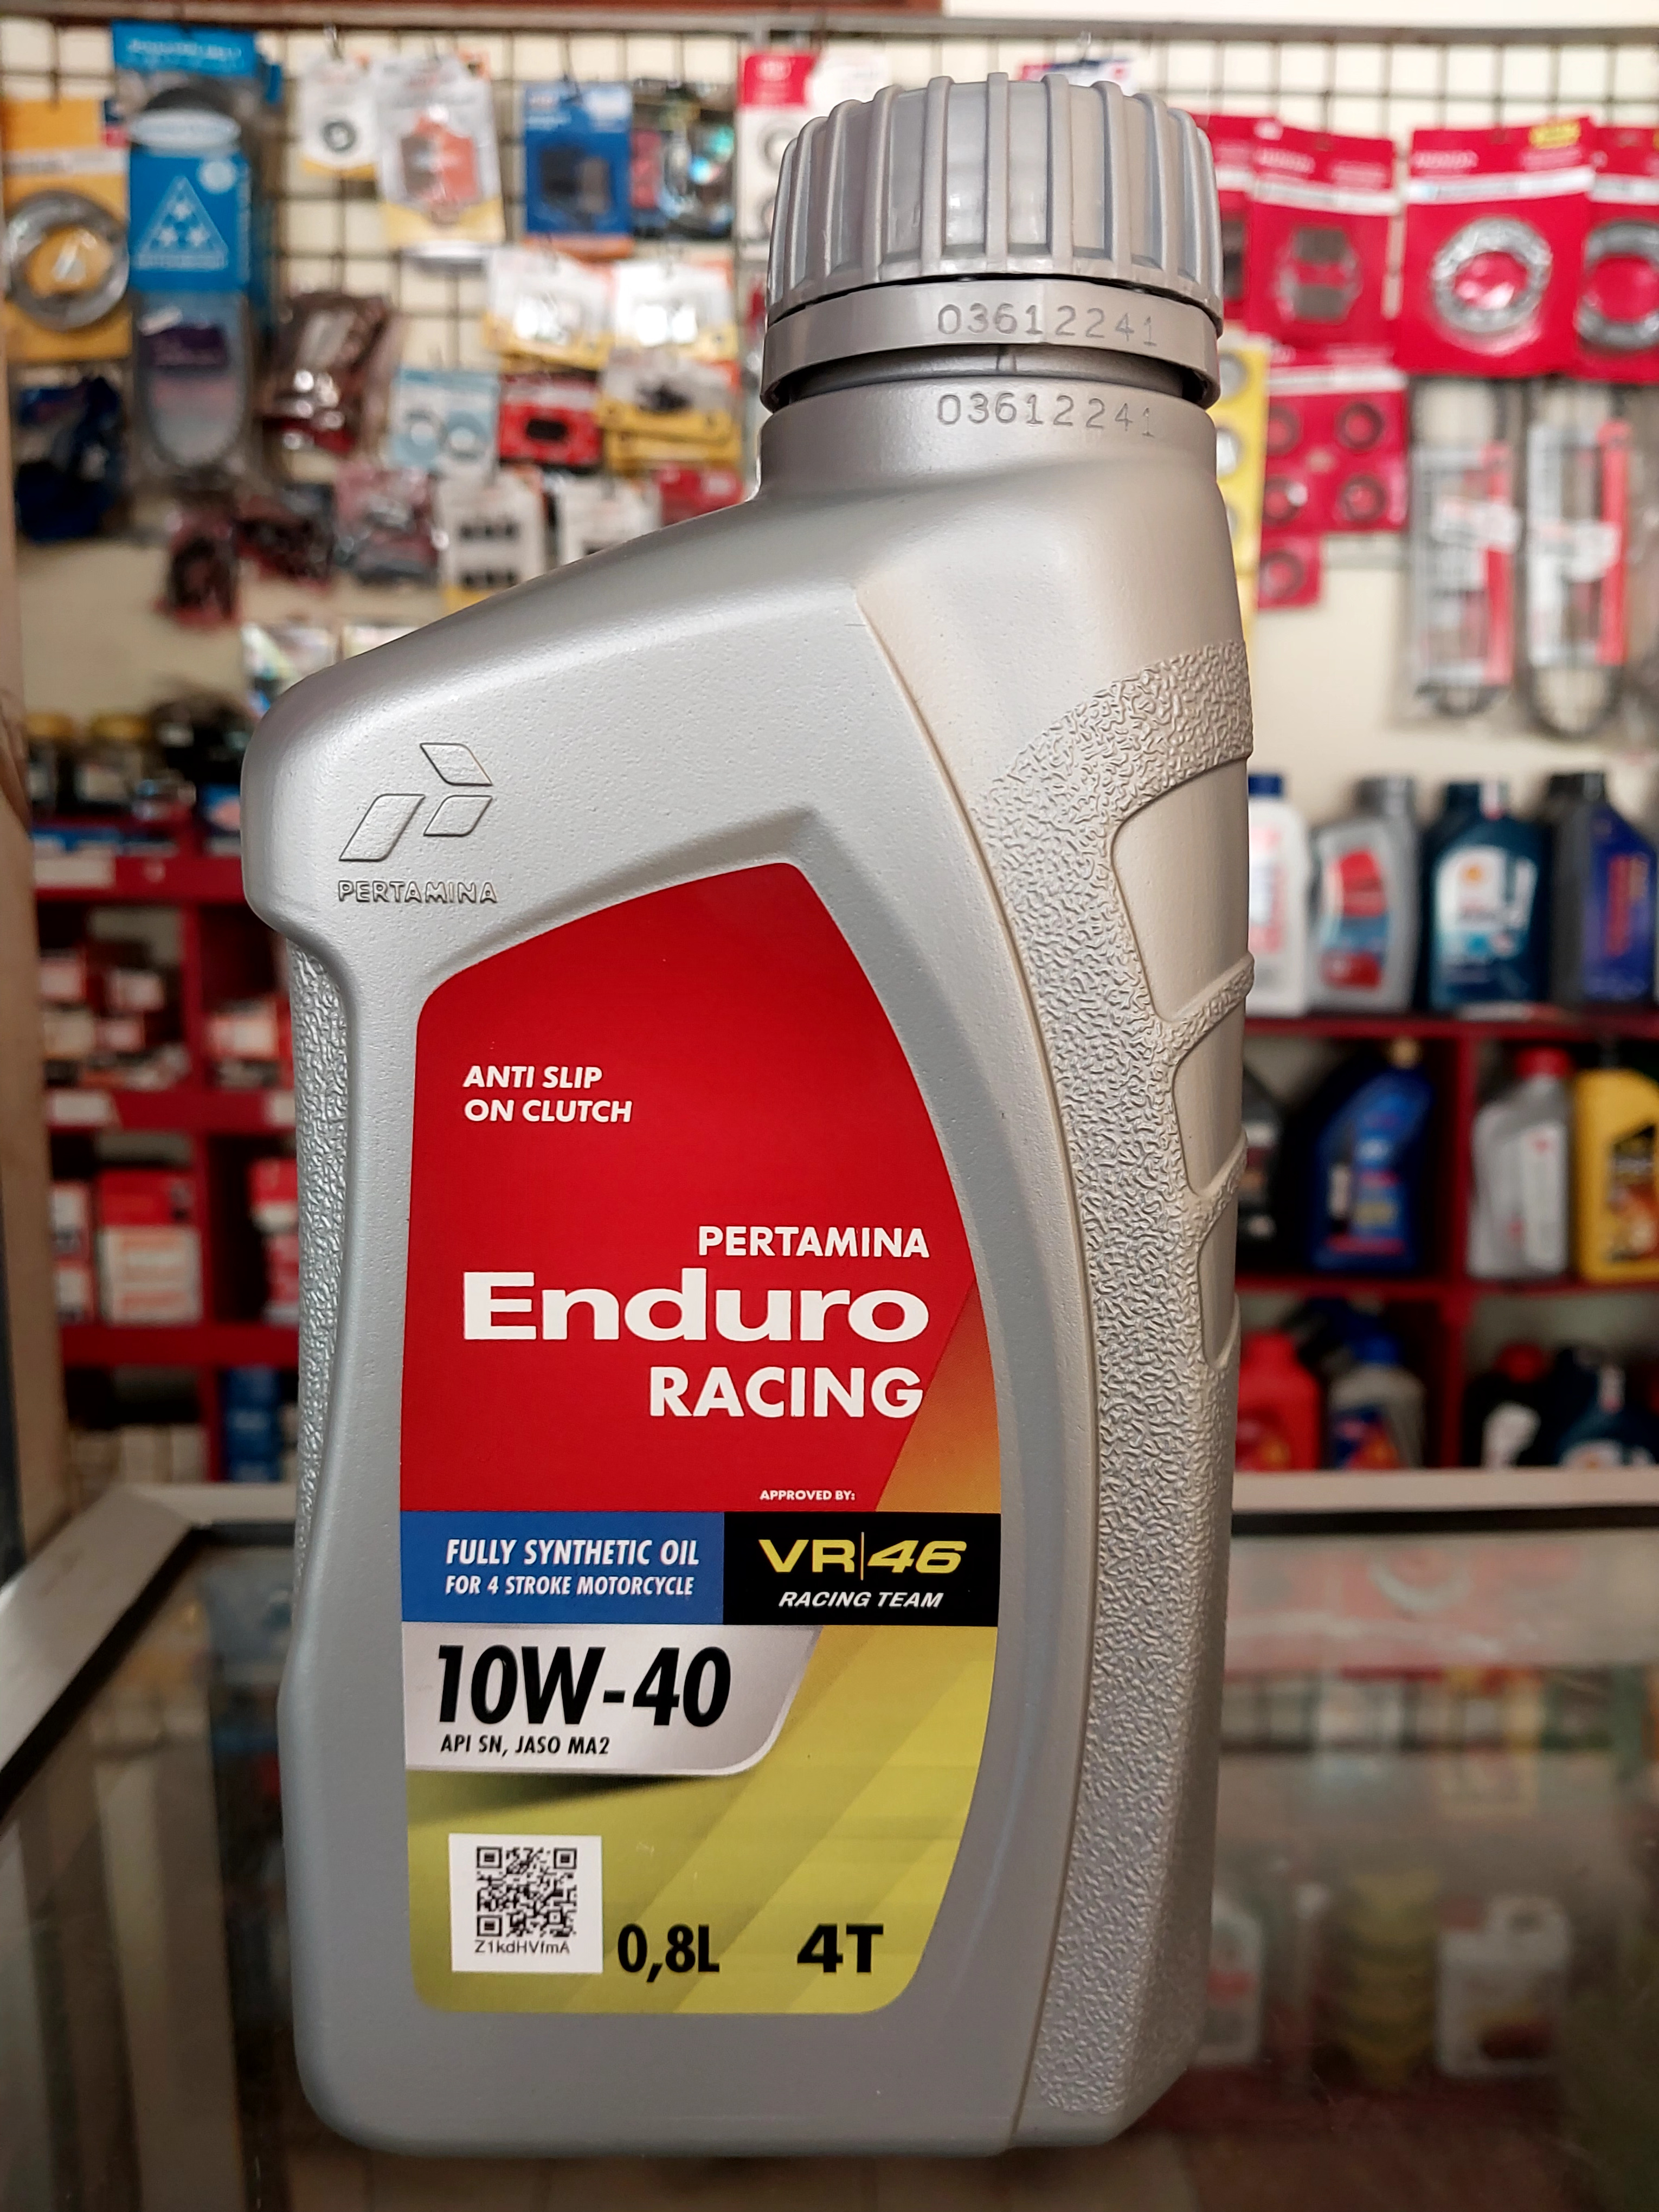 03612241
03612241
PERTAMINA
ANTI SLIP
ON CLUTCH
PERTAMINA
Enduro
RACING
APPROVED BY:
FULLY SYNTHETIC OIL
FOR 4 STROKE MOTORCYCLE
VR|46
RACING TEAM
10W-40
API SN, JASO MA2
Z1kdHVfmA
0,8L
4T